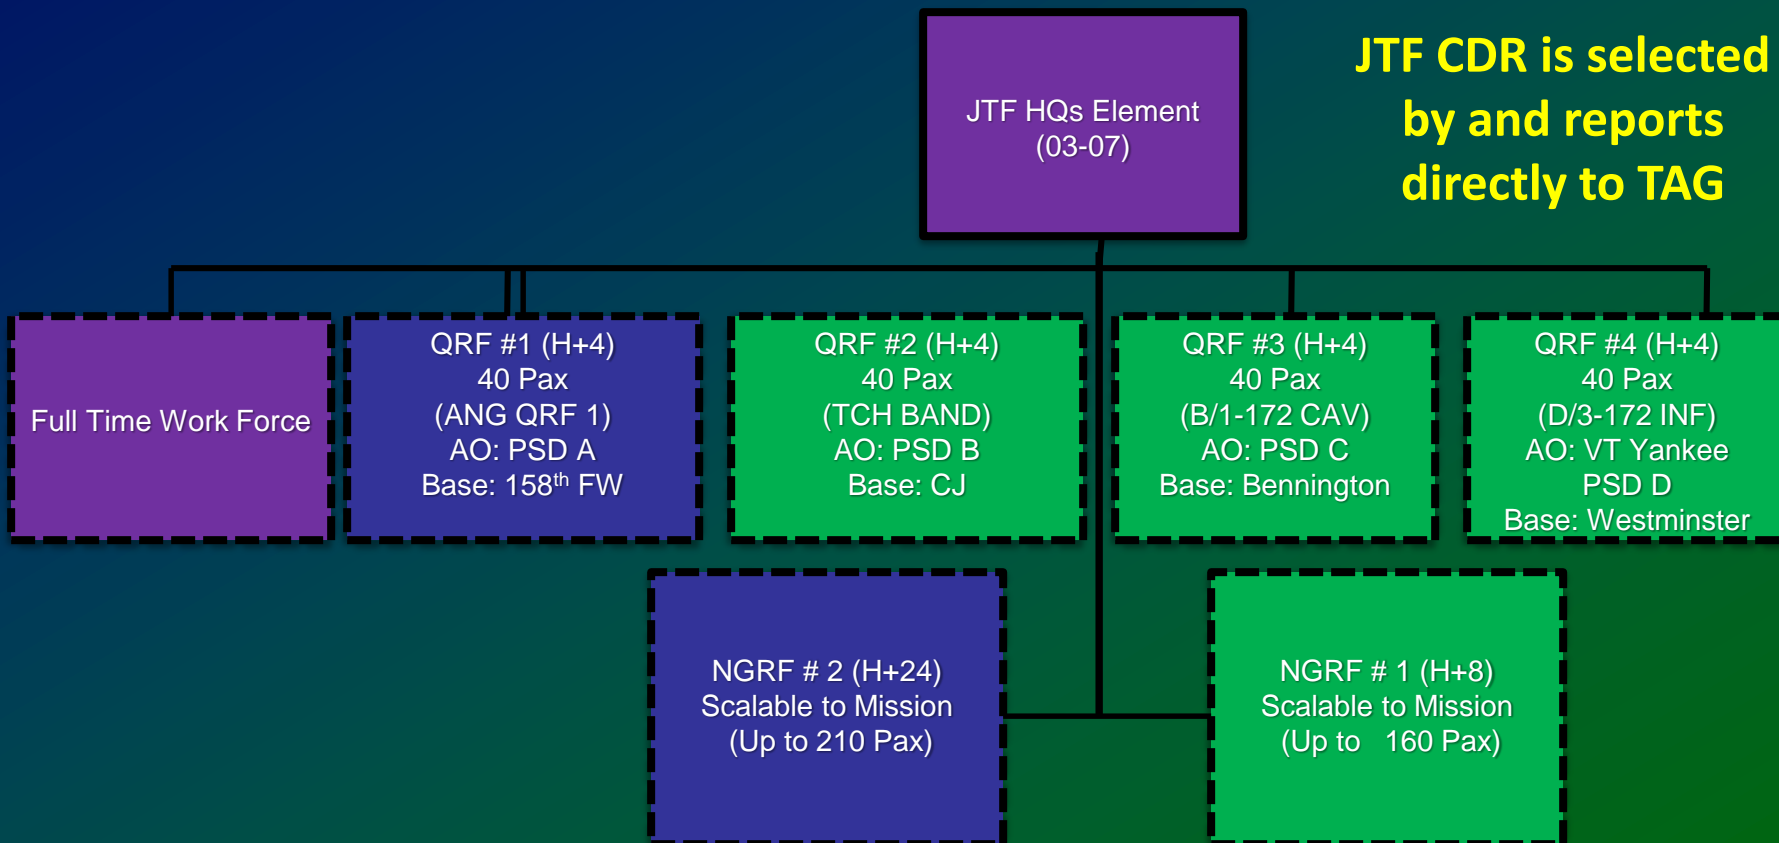 JTF HQs Element
(03-07)
JTF CDR is selected
by and reports
directly to TAG
Full Time Work Force
QRF #1 (H+4)
40 Pax
(ANG QRF 1)
AO: PSD A
Base: 158th FW
QRF #2 (H+4)
40 Pax
(TCH BAND)
AO: PSD B
Base: CJ
QRF #3 (H+4)
40 Pax
(B/1-172 CAV)
AO: PSD C
Base: Bennington
QRF #4 (H+4)
40 Pax
(D/3-172 INF)
AO: VT Yankee
PSD D
Base: Westminster
NGRF # 2 (H+24)
Scalable to Mission
(Up to 210 Pax)
NGRF # 1 (H+8)
Scalable to Mission
(Up to 160 Pax)